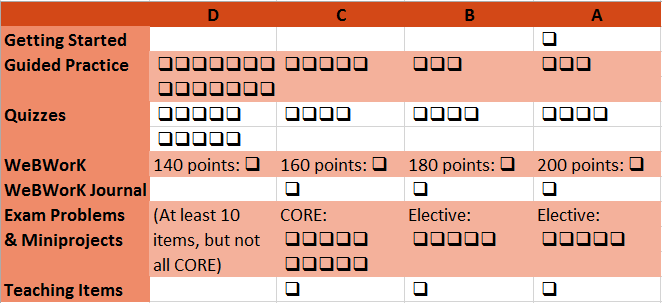 D C B A
Getting Started ❑
Guided Practice ❑❑❑❑❑❑❑ ❑❑❑❑❑ ❑❑❑ ❑❑❑
❑❑❑❑❑❑❑
Quizzes ❑❑❑❑❑ ❑❑❑❑ ❑❑❑❑ ❑❑❑❑
❑❑❑❑❑
WeBWorK 140 points: ❑ 160 points: ❑ 180 points: ❑ 200 points: ❑
WeBWorK Journal ❑ ❑ ❑
Exam Problems (At least 10 CORE: Elective: Elective:
& Miniprojects items, but not ❑❑❑❑❑ ❑❑❑❑❑ ❑❑❑❑❑
all CORE) ❑❑❑❑❑
Teaching Items ❑ ❑ ❑